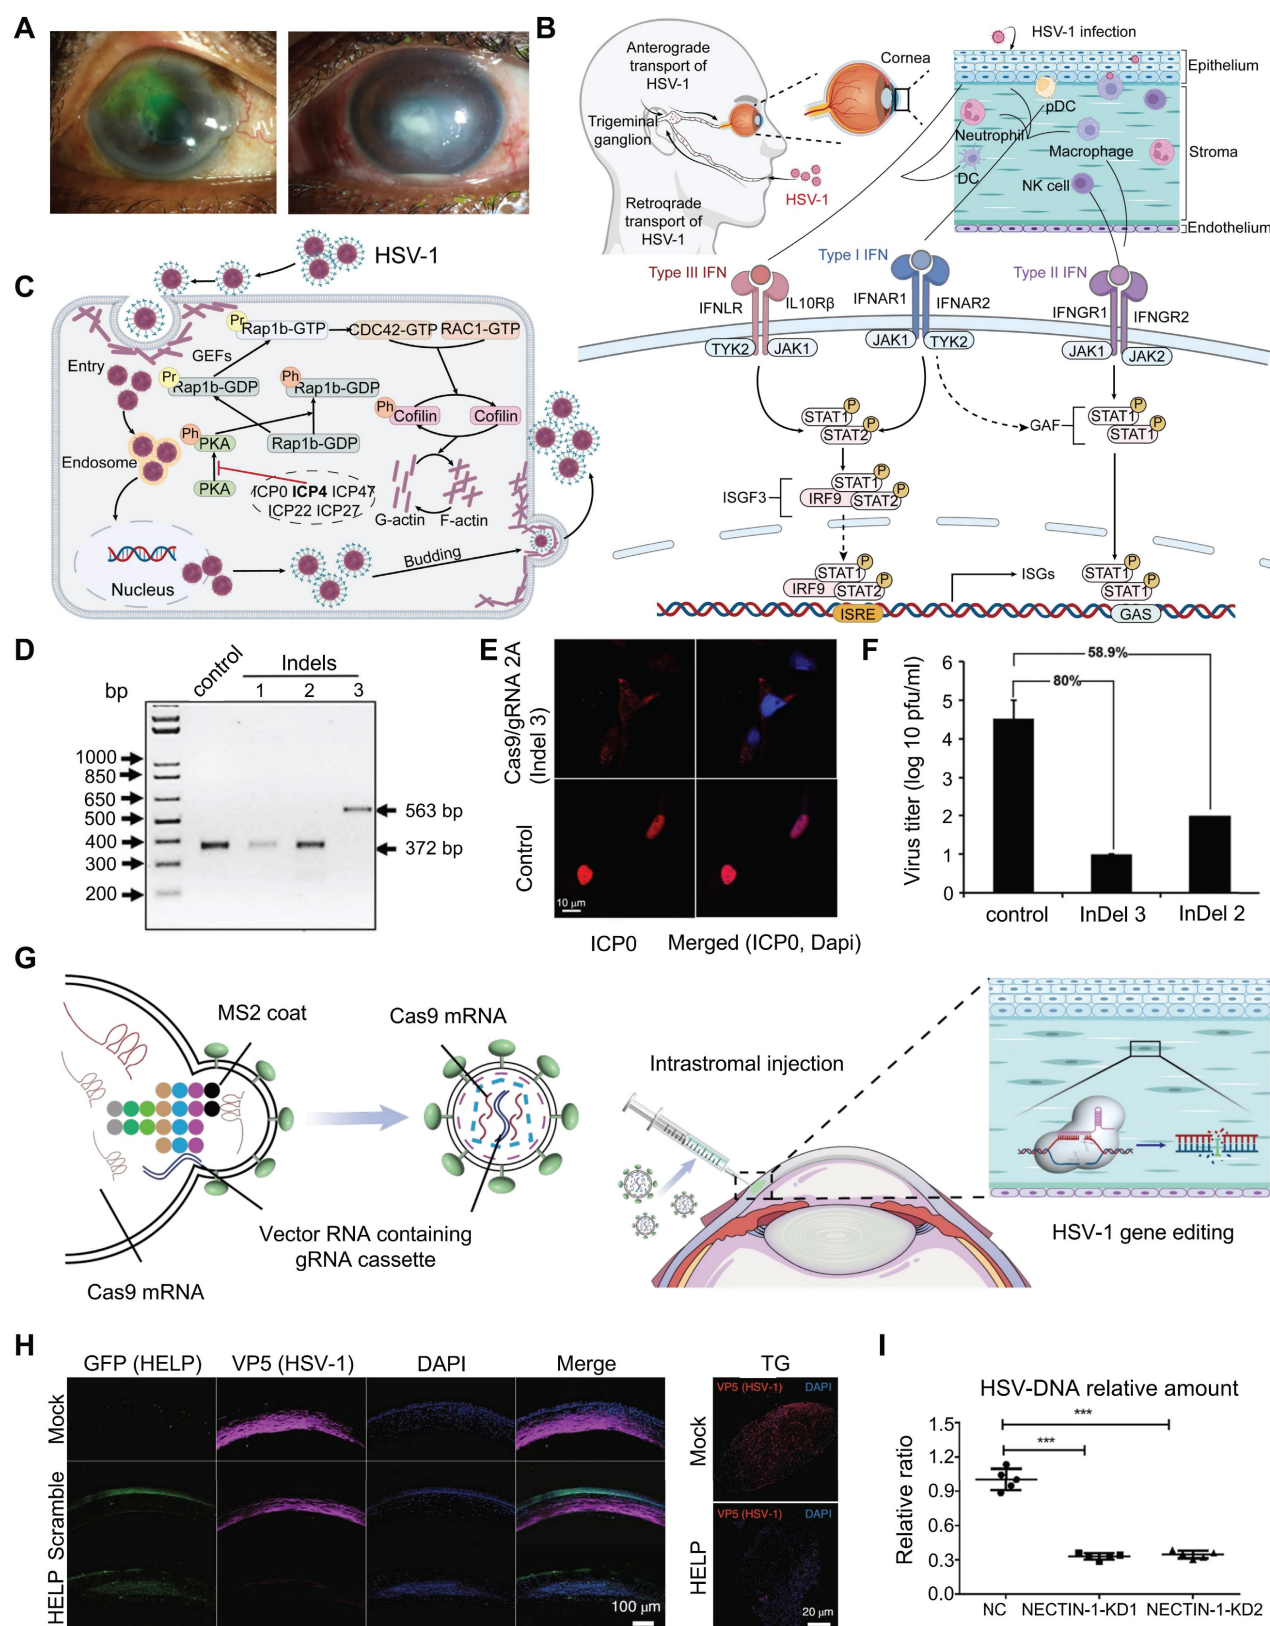 A
B
Anterograde
transport of
HSV-1
Trigeminal
ganglion
Retroqrade
transport of
HSV-1
HSV-1
Cornea
HSV-1 infection
Epithelium
Stroma
Endothelium
pDC
Neutrophil
Macrophage
DC
NK cell
Type III IFN
Type I IFN
Type II IFN
IFNLR
IL10Rβ
IFNAR1
IFNAR2
IFNGR1
IFNGR2
TYK2
JAK1
JAK1
TYK2
JAK1
JAK2
P
STAT1
STAT2
P
GAF
STAT1
P
STAT1
P
ISGF3
STAT1
P
IRF9
STAT2
P
STAT1
P
IRF9
STAT2
P
ISRE
ISGs
STAT1
P
STAT1
P
GAS
C
HSV-1
Pr
Rap1b-GTP
CDC42-GTP
RAC1-GTP
GEFs
Entry
Pr
Rap1b-GDP
Ph
Rap1b-GDP
Ph
Cofilin
Cofilin
Ph
PKA
Rap1b-GDP
Endosome
PKA
ICP0 ICP4 ICP47
ICP22 ICP27
G-actin
F-actin
Nucleus
Budding
D
bp
control
Indels
1 2 3
1000
850
650
500
400
300
200
563 bp
372 bp
E
Cas9/gRNA 2A
(Indel 3)
Control
10 μm
ICP0
Merged (ICP0, Dapi)
F
Virus titer (log 10 pfu/ml)
6
5
4
3
2
1
0
58.9%
80%
control
InDel 3
InDel 2
G
MS2 coat
Cas9 mRNA
Vector RNA containing
gRNA cassette
Cas9 mRNA
Intrastromal injection
HSV-1 gene editing
H
GFP (HELP)
VP5 (HSV-1)
DAPI
Merge
Mock
Scramble
HELP
100 μm
TG
VP5 (HSV-1)
DAPI
Mock
VP5 (HSV-1)
DAPI
HELP
20 μm
I
HSV-DNA relative amount
Relative ratio
1.5
1.2
0.9
0.6
0.3
0.0
***
***
NC
NECTIN-1-KD1
NECTIN-1-KD2